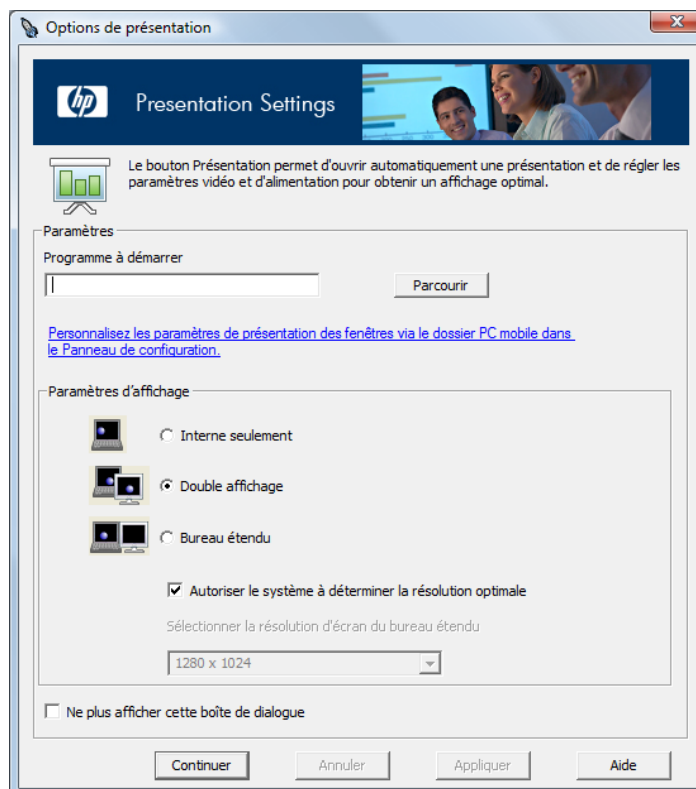 Options de présentation
hp
Presentation Settings
Le bouton Présentation permet d'ouvrir automatiquement une présentation et de régler les
paramètres vidéo et d'alimentation pour obtenir un affichage optimal.
Paramètres
Programme à démarrer
Parcourir
Personnalisez les paramètres de présentation des fenêtres via le dossier PC mobile dans
le Panneau de configuration.
Paramètres d'affichage
Interne seulement
Double affichage
Bureau étendu
Autoriser le système à déterminer la résolution optimale
Sélectionner la résolution d'écran du bureau étendu
1280 x 1024
Ne plus afficher cette boîte de dialogue
Continuer
Annuler
Appliquer
Aide